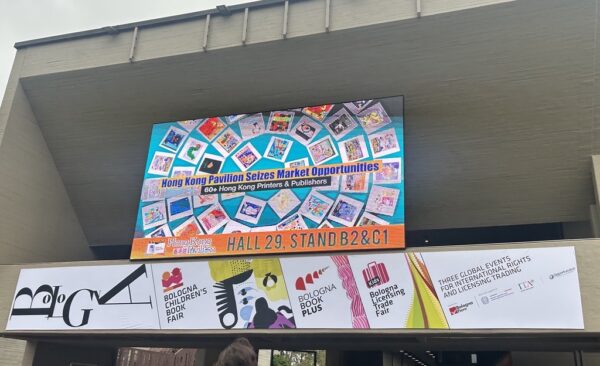 Hong Kong Pavilion Seizes Market Opportunities
60+ Hong Kong Printers & Publishers
HALL 29, STAND B2&C1
BOLOGNA
BOLOGNA
CHILDREN'S
BOOK
FAIR
BOLOGNA
BOOK
PLUS
Bologna
Licensing
Trade
Fair
THREE GLOBAL EVENTS
FOR INTERNATIONAL RIGHTS
AND LICENSING TRADING